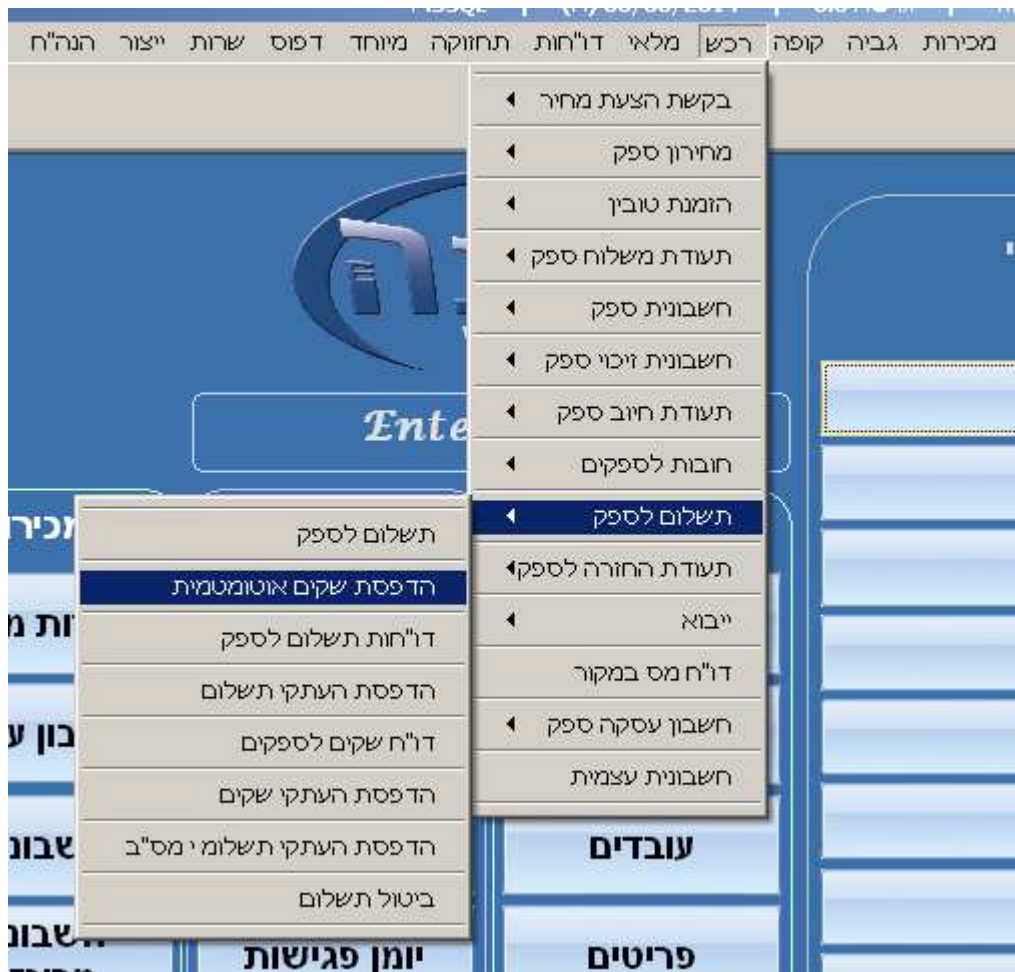 מכירות גביה קופה רכש מלאי דו"חות תחזוקה מיוחד דפוס שרות ייצור הנה"ח
בקשת הצעת מחיר
מחירון ספק
הזמנת טובין
תעודת משלוח ספק
חשבונית ספק
חשבונית זיכוי ספק
תעודת חיוב ספק
חובות לספקים
תשלום לספק
תעודת החזרה לספק
ייבוא
דו"ח מס במקור
חשבון עסקה ספק
חשבונית עצמית
תשלום לספק
הדפסת שקים אוטומטמית
דו"חות תשלום לספק
הדפסת העתקי תשלום
דו"ח שקים לספקים
הדפסת העתקי שקים
הדפסת העתקי תשלומי מס"ב
ביטול תשלום
Ente
עובדים
פריטים
יומן פגישות